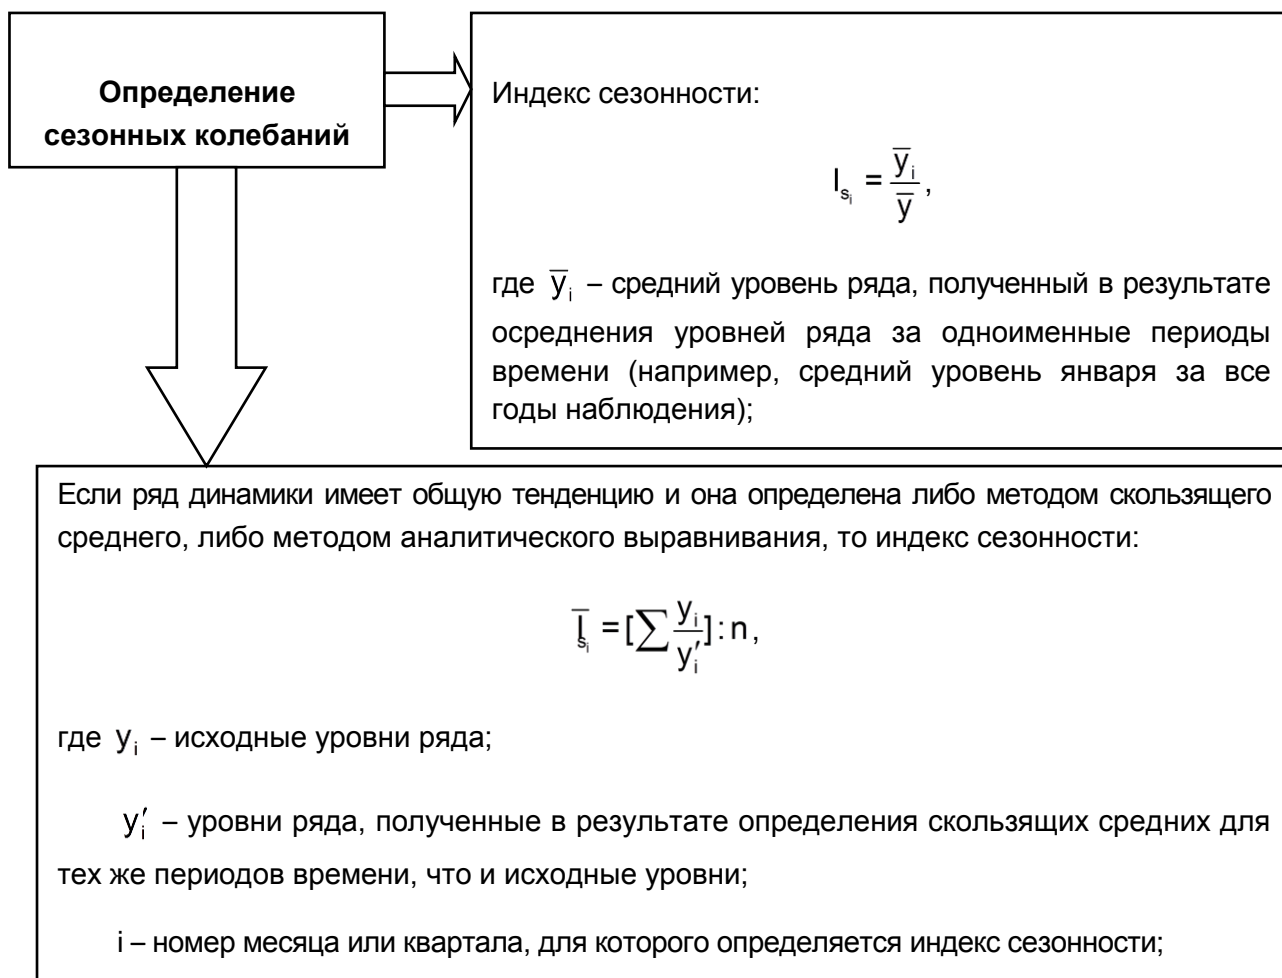 Определение
сезонных колебаний
Индекс сезонности:
I_{s_i} = \frac{\overline{y}_i}{\overline{y}},
где \overline{y}_i – средний уровень ряда, полученный в результате
осреднения уровней ряда за одноименные периоды
времени (например, средний уровень января за все
годы наблюдения);
Если ряд динамики имеет общую тенденцию и она определена либо методом скользящего
среднего, либо методом аналитического выравнивания, то индекс сезонности:
\overline{I}_{s_i} = [\sum \frac{y_i}{y_i'}] : n,
где y_i – исходные уровни ряда;
y_i' – уровни ряда, полученные в результате определения скользящих средних для
тех же периодов времени, что и исходные уровни;
i – номер месяца или квартала, для которого определяется индекс сезонности;